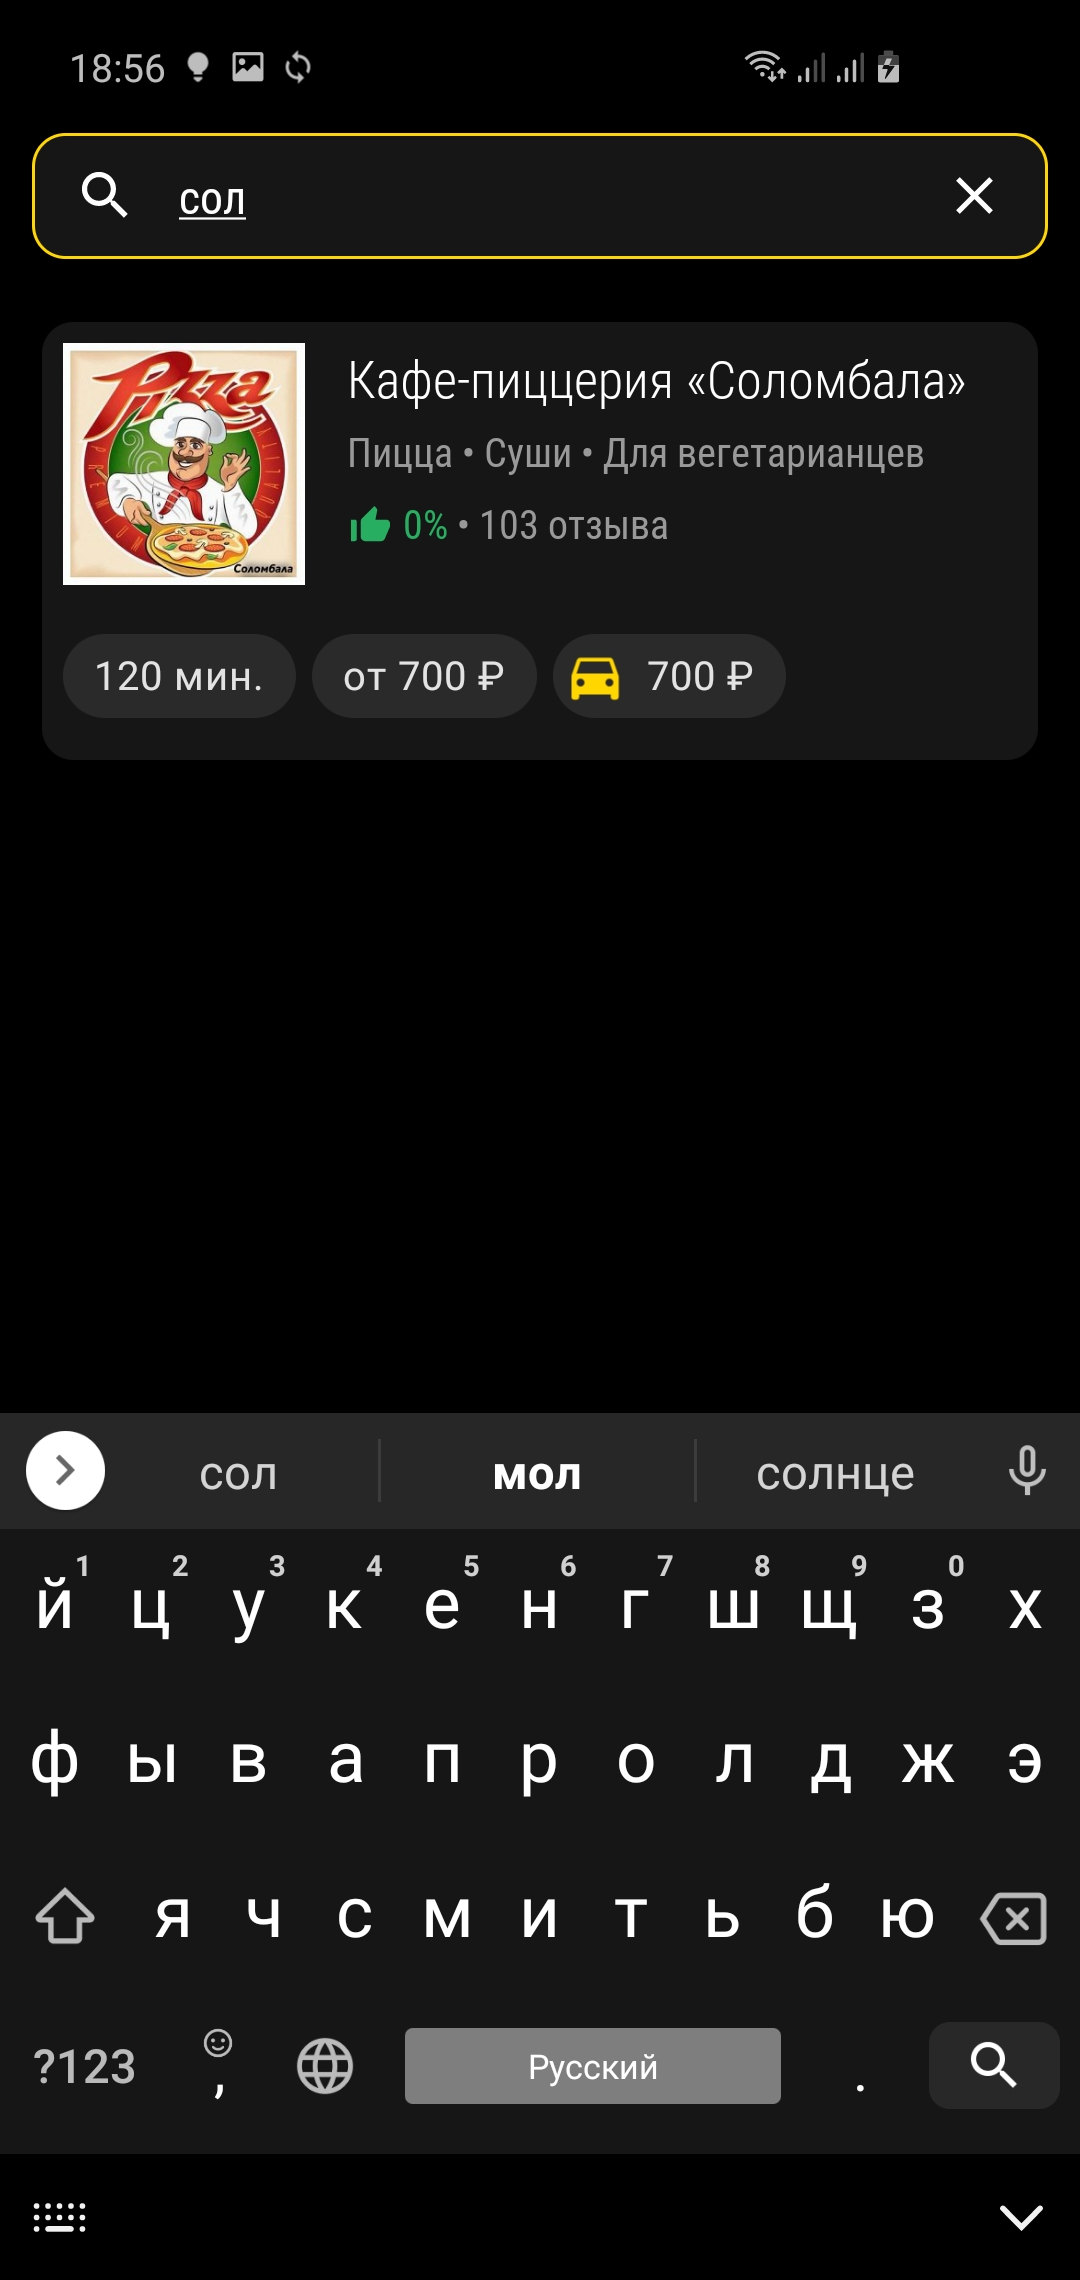 18:56
сол
Pizza
Соломбала
Кафе-пиццерия «Соломбала»
Пицца • Суши • Для вегетарианцев
0% • 103 отзыва
120 мин.
от 700 ₽
700 ₽
сол мол солнце
1 2 3 4 5 6 7 8 9 0
й ц у к е н г ш щ з х
ф ы в а п р о л д ж э
я ч с м и т ь б ю
?123 , Русский .